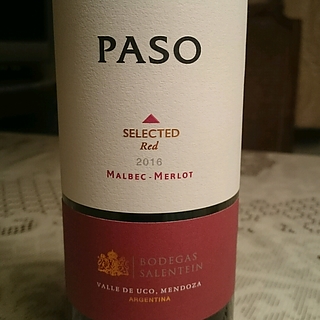 PASO
SELECTED
Red
2016
MALBEC - MERLOT
BODEGAS
SALENTEIN
VALLE DE UCO, MENDOZA
ARGENTINA